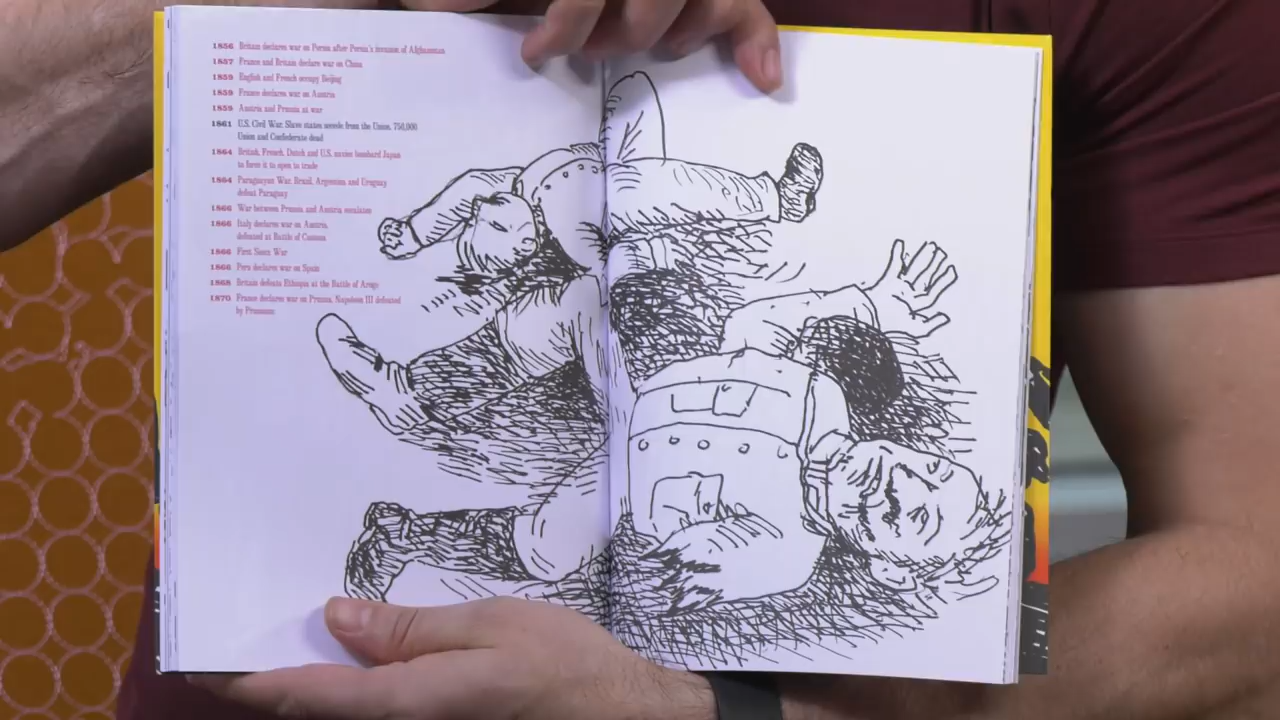 1856 Britain declares war on Persia after Persia's invasion of Afghanistan
1857 France and Britain declare war on China
1859 English and French occupy Beijing
1859 France declares war on Austria
1859 Austria and Prussia at war
1861 U.S. Civil War. Slave states secede from the Union. 750,000
Union and Confederate dead
1864 British, French, Dutch and U.S. navies bombard Japan
to force it to open to trade
1864 Paraguayan War. Brazil, Argentina and Uruguay
defeat Paraguay
1866 War between Prussia and Austria escalates
1866 Italy declares war on Austria,
defeated at Battle of Custoza
1866 First Sioux War
1866 Peru declares war on Spain
1868 Britain defeats Ethiopia at the Battle of Arogo
1870 France declares war on Prussia, Napoleon III defeated
by Prussians